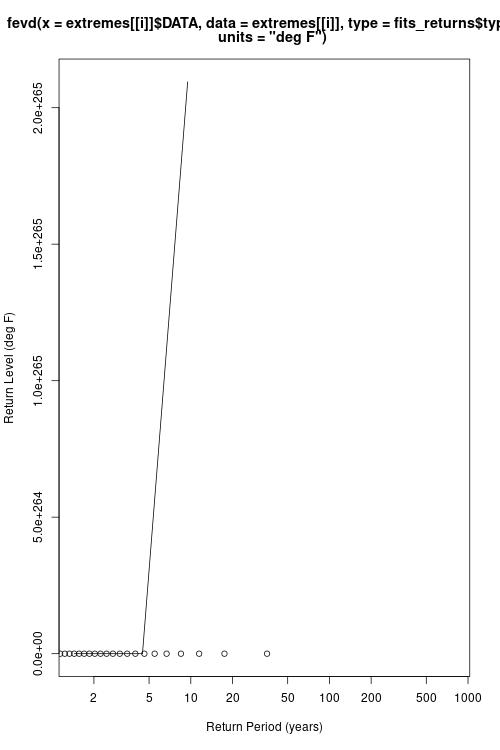 fevd(x = extremes[[i]]$DATA, data = extremes[[i]], type = fits_returns$typ
units = "deg F")
2.0e+265
1.5e+265
1.0e+265
5.0e+264
0.0e+00
Return Level (deg F)
2 5 10 20 50 100 200 500 1000
Return Period (years)